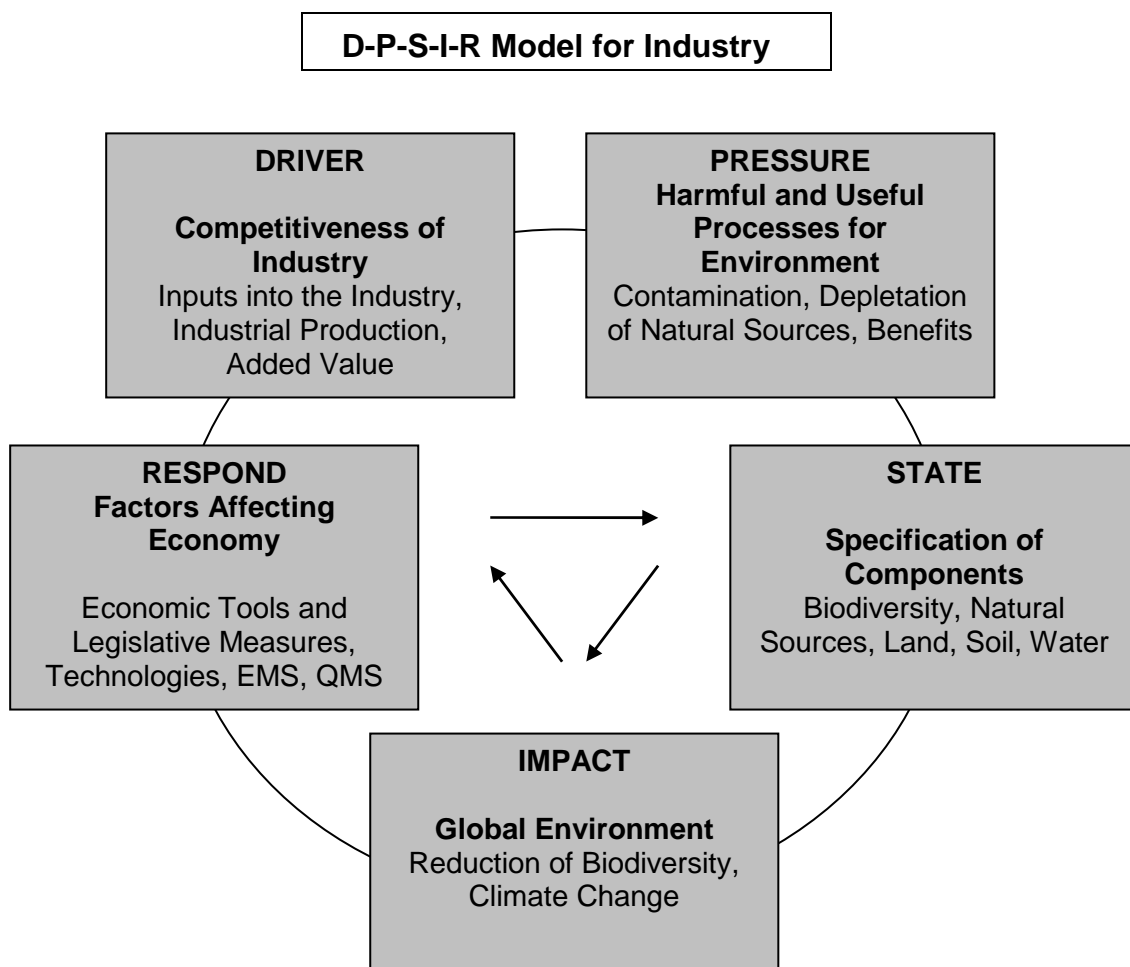 D-P-S-I-R Model for Industry
DRIVER
Competitiveness of
Industry
Inputs into the Industry,
Industrial Production,
Added Value
PRESSURE
Harmful and Useful
Processes for
Environment
Contamination, Depletation
of Natural Sources, Benefits
RESPOND
Factors Affecting
Economy
Economic Tools and
Legislative Measures,
Technologies, EMS, QMS
STATE
Specification of
Components
Biodiversity, Natural
Sources, Land, Soil, Water
IMPACT
Global Environment
Reduction of Biodiversity,
Climate Change